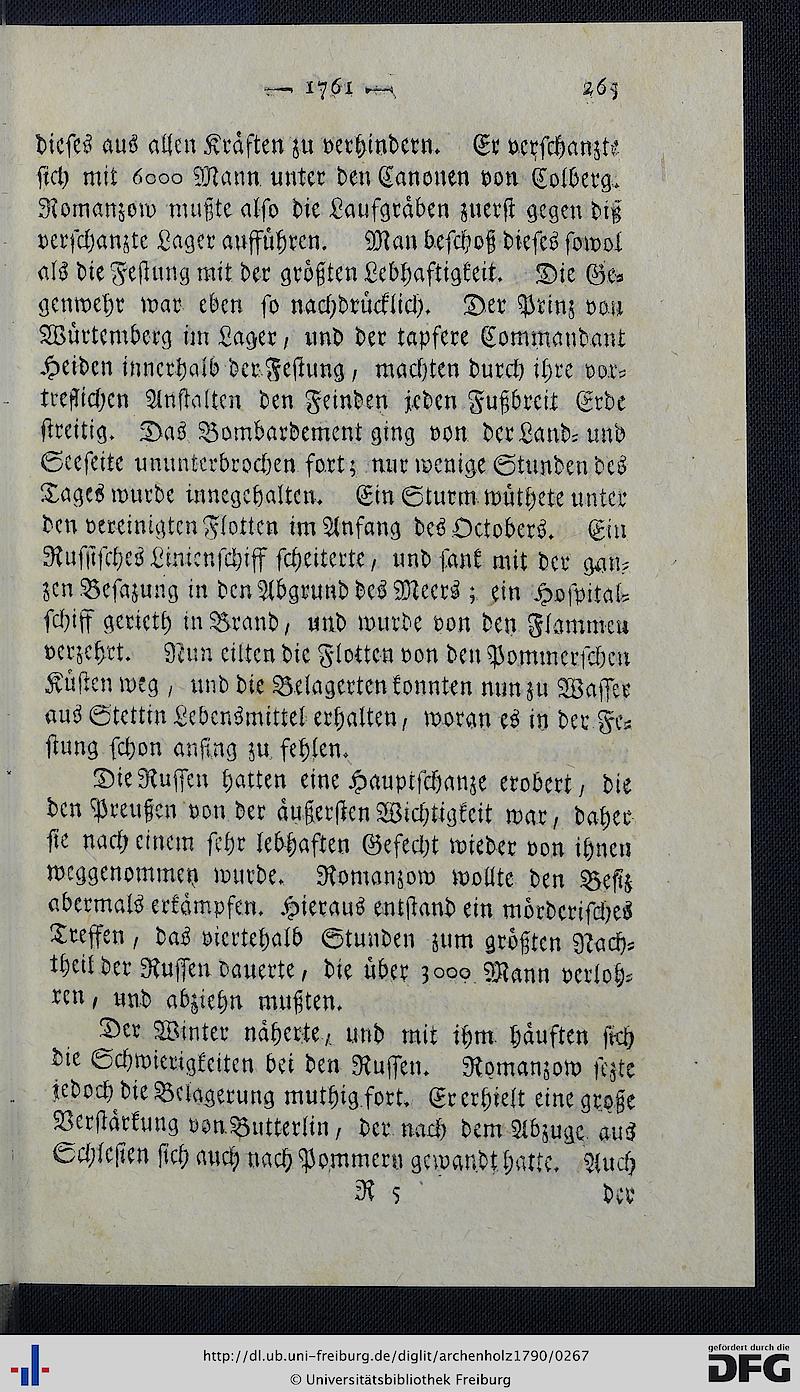 — 1761 — 265
dieses aus allen Kräften zu verhindern. Er verschanzte
sich mit 6000 Mann unter den Canonen von Colberg.
Romanzow mußte also die Laufgräben zuerst gegen diß
verschanzte Lager aufführen. Man beschoß dieses sowol
als die Festung mit der größten Lebhaftigkeit. Die Ge-
genwehr war eben so nachdrücklich. Der Prinz von
Würtemberg im Lager, und der tapfere Commandant
Heiden innerhalb der Festung, machten durch ihre vor-
treflichen Anstalten den Feinden jeden Fußbreit Erde
streitig. Das Bombardement ging von der Land- und
Seeseite ununterbrochen fort; nur wenige Stunden des
Tages wurde innegehalten. Ein Sturm wüthete unter
den vereinigten Flotten im Anfang des Octobers. Ein
Russisches Linienschiff scheiterte, und sank mit der gan-
zen Besazung in den Abgrund des Meers; ein Hospital-
schiff gerieth in Brand, und wurde von den Flammen
verzehrt. Nun eilten die Flotten von den Pommerschen
Küsten weg, und die Belagerten konnten nun zu Wasser
aus Stettin Lebensmittel erhalten, woran es in der Fe-
stung schon anfing zu fehlen.
Die Russen hatten eine Hauptschanze erobert, die
den Preußen von der äußersten Wichtigkeit war, daher
sie nach einem sehr lebhaften Gefecht wieder von ihnen
weggenommen wurde. Romanzow wollte den Besiz
abermals erkämpfen. Hieraus entstand ein mörderisches
Treffen, das viertehalb Stunden zum größten Nach-
theil der Russen dauerte, die über 3000 Mann verloh-
ren, und abziehn mußten.
Der Winter näherte, und mit ihm häuften sich
die Schwierigkeiten bei den Russen. Romanzow sezte
jedoch die Belagerung muthig fort. Er erhielt eine große
Verstärkung von Butterlin, der nach dem Abzuge aus
Schlesien sich auch nach Pommern gewandt hatte. Auch
R 5 der
http://dl.ub.uni-freiburg.de/diglit/archenholz1790/0267
© Universitätsbibliothek Freiburg
gefördert durch die
DFG